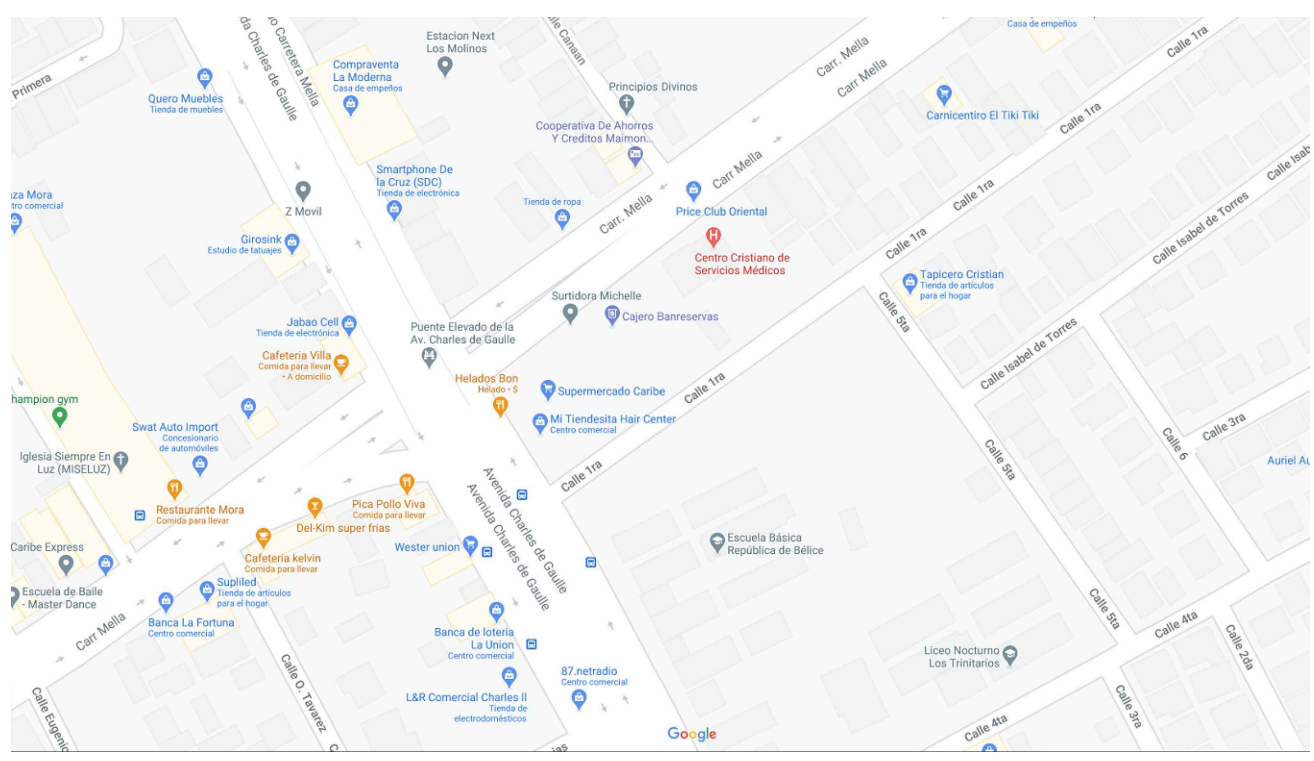 Casa de empeños
Estacion Next
Los Molinos
Calle Canaan
Carretera Mella
Avenida Charles de Gaulle
Compraventa
La Moderna
Casa de empeños
Primera
Quero Muebles
Tienda de muebles
Principios Divinos
Carr. Mella
Carr Mella
Calle 1ra
Carnicentiro El Tiki Tiki
Calle 1ra
Cooperativa De Ahorros
Y Creditos Maimon...
Smartphone De
la Cruz (SDC)
Tienda de electrónica
Z Movil
za Mora
tro comercial
Tienda de ropa
Carr. Mella
Carr Mella
Price Club Oriental
Calle 1ra
Calle Isab
Calle Isabel de Torres
Girosink
Estudio de tatuajes
Centro Cristiano de
Servicios Médicos
Calle 1ra
Tapicero Cristian
Tienda de artículos
para el hogar
Calle 5ta
Surtidora Michelle
Cajero Banreservas
Jabao Cell
Tienda de electrónica
Puente Elevado de la
Av. Charles de Gaulle
Cafeteria Villa
Comida para llevar
• A domicilio
Calle Isabel de Torres
Helados Bon
Helado • $
Supermercado Caribe
Calle 1ra
hampion gym
Mi Tiendesita Hair Center
Centro comercial
Swat Auto Import
Concesionario
de automóviles
Calle 3ra
Calle 6
Iglesia Siempre En
Luz (MISELUZ)
Calle 1ra
Calle 5ta
Auriel Au
Avenida Charles de Gaulle
Avenida Charles de Gaulle
Restaurante Mora
Comida para llevar
Pica Pollo Viva
Comida para llevar
Del-Kim super frias
Caribe Express
Cafeteria kelvin
Comida para llevar
Wester union
Escuela Básica
República de Bélice
Escuela de Baile
- Master Dance
Supliled
Tienda de artículos
para el hogar
Banca La Fortuna
Centro comercial
Carr Mella
Banca de loteria
La Union
Centro comercial
Calle 5ta
Calle 4ta
Calle 2da
Liceo Nocturno
Los Trinitarios
Calle O. Tavarez
87.netradio
Centro comercial
L&R Comercial Charles II
Tienda de
electrodomésticos
Calle Eugenio
Calle 3ra
Calle 4ta
Google